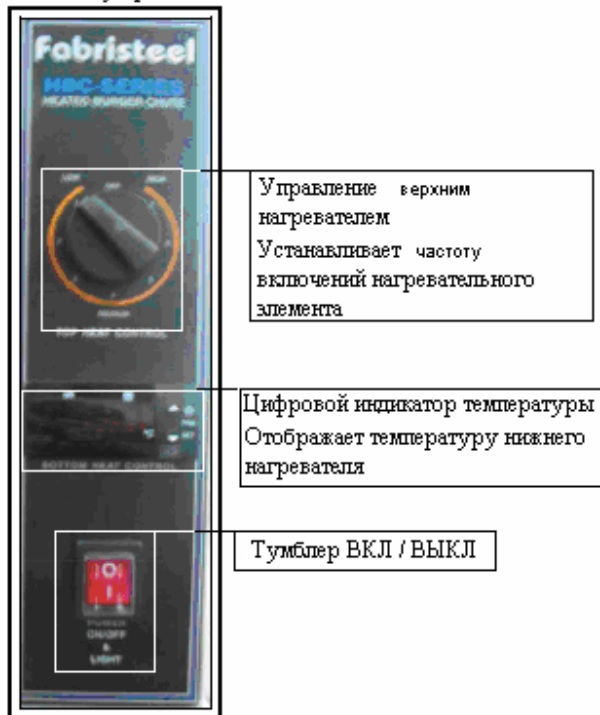 Fabristeel
HBC-SERIES
HEATED BURGER CHUTE
LOW OFF HIGH
MEDIUM
TOP HEAT CONTROL
Управление верхним
нагревателем
Устанавливает частоту
включений нагревательного
элемента
Цифровой индикатор температуры
Отображает температуру нижнего
нагревателя
BOTTOM HEAT CONTROL
Тумблер ВКЛ / ВЫКЛ
POWER
ON/OFF
&
LIGHT